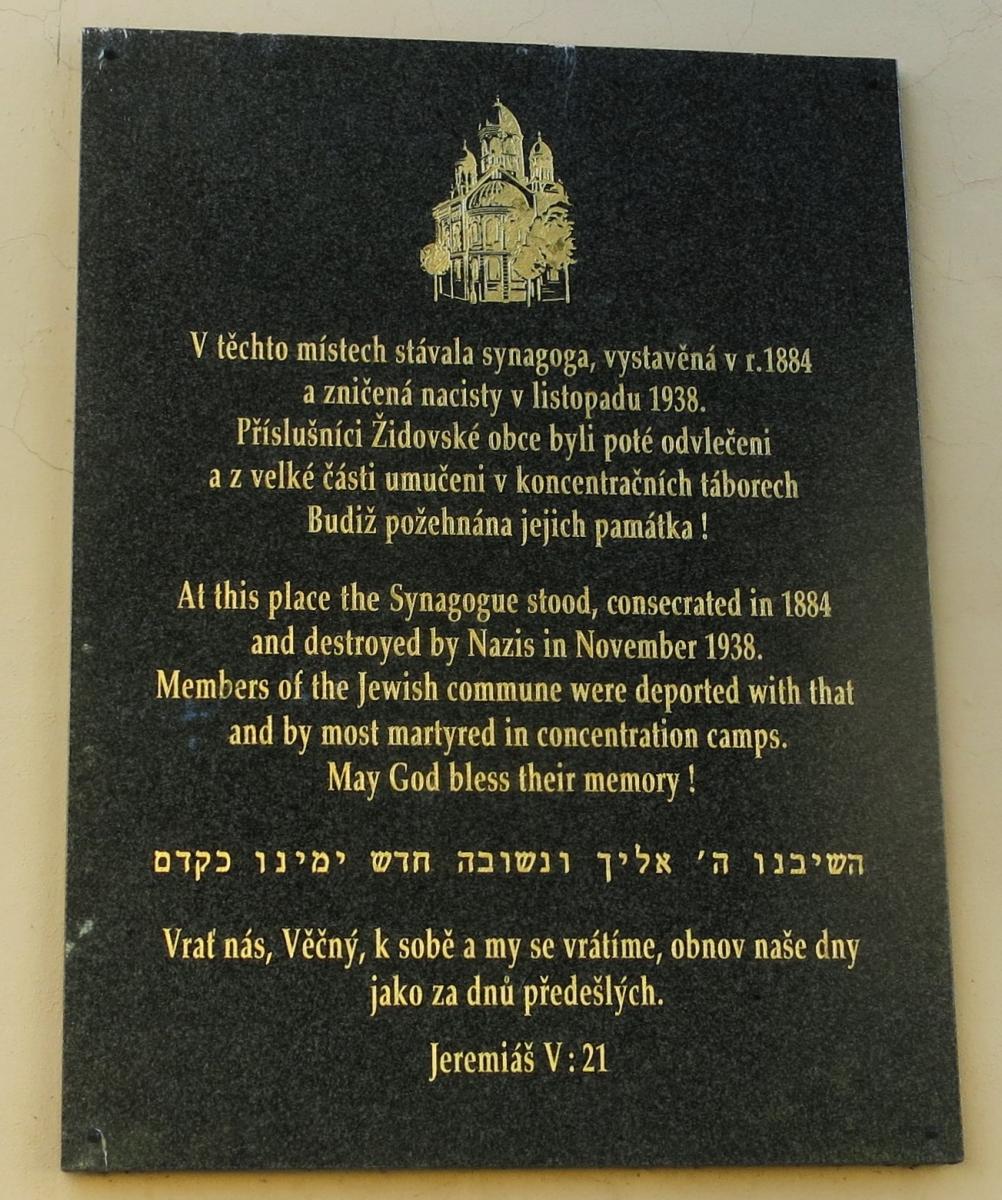 V těchto místech stávala synagoga, vystavěná v r.1884
a zničená nacisty v listopadu 1938.
Příslušníci Židovské obce byli poté odvlečeni
a z velké části umučeni v koncentračních táborech
Budiž požehnána jejich památka !
At this place the Synagogue stood, consecrated in 1884
and destroyed by Nazis in November 1938.
Members of the Jewish commune were deported with that
and by most martyred in concentration camps.
May God bless their memory !
השיבנו ה׳ אליך ונשובה חדש ימינו כקדם
Vrať nás, Věčný, k sobě a my se vrátíme, obnov naše dny
jako za dnů předešlých.
Jeremiáš V : 21